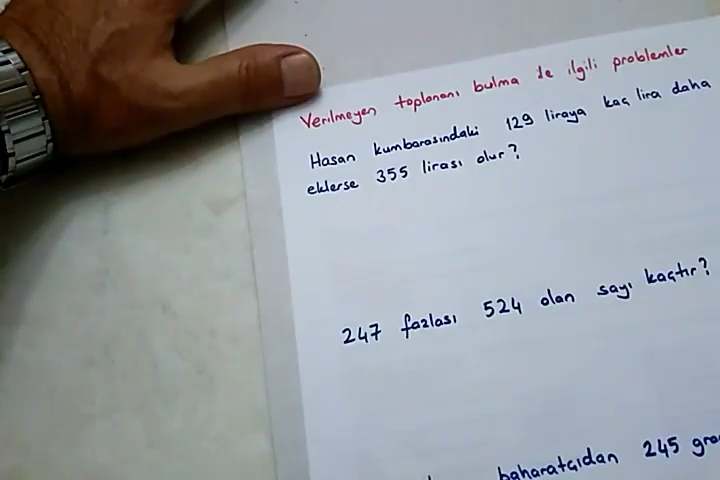 Verilmeyen toplananı bulma ile ilgili problemler
Hasan kumbarasındaki 129 liraya kaç lira daha
eklerse 355 lirası olur?
247 fazlası 524 olan sayı kaçtır?
baharatçıdan 245